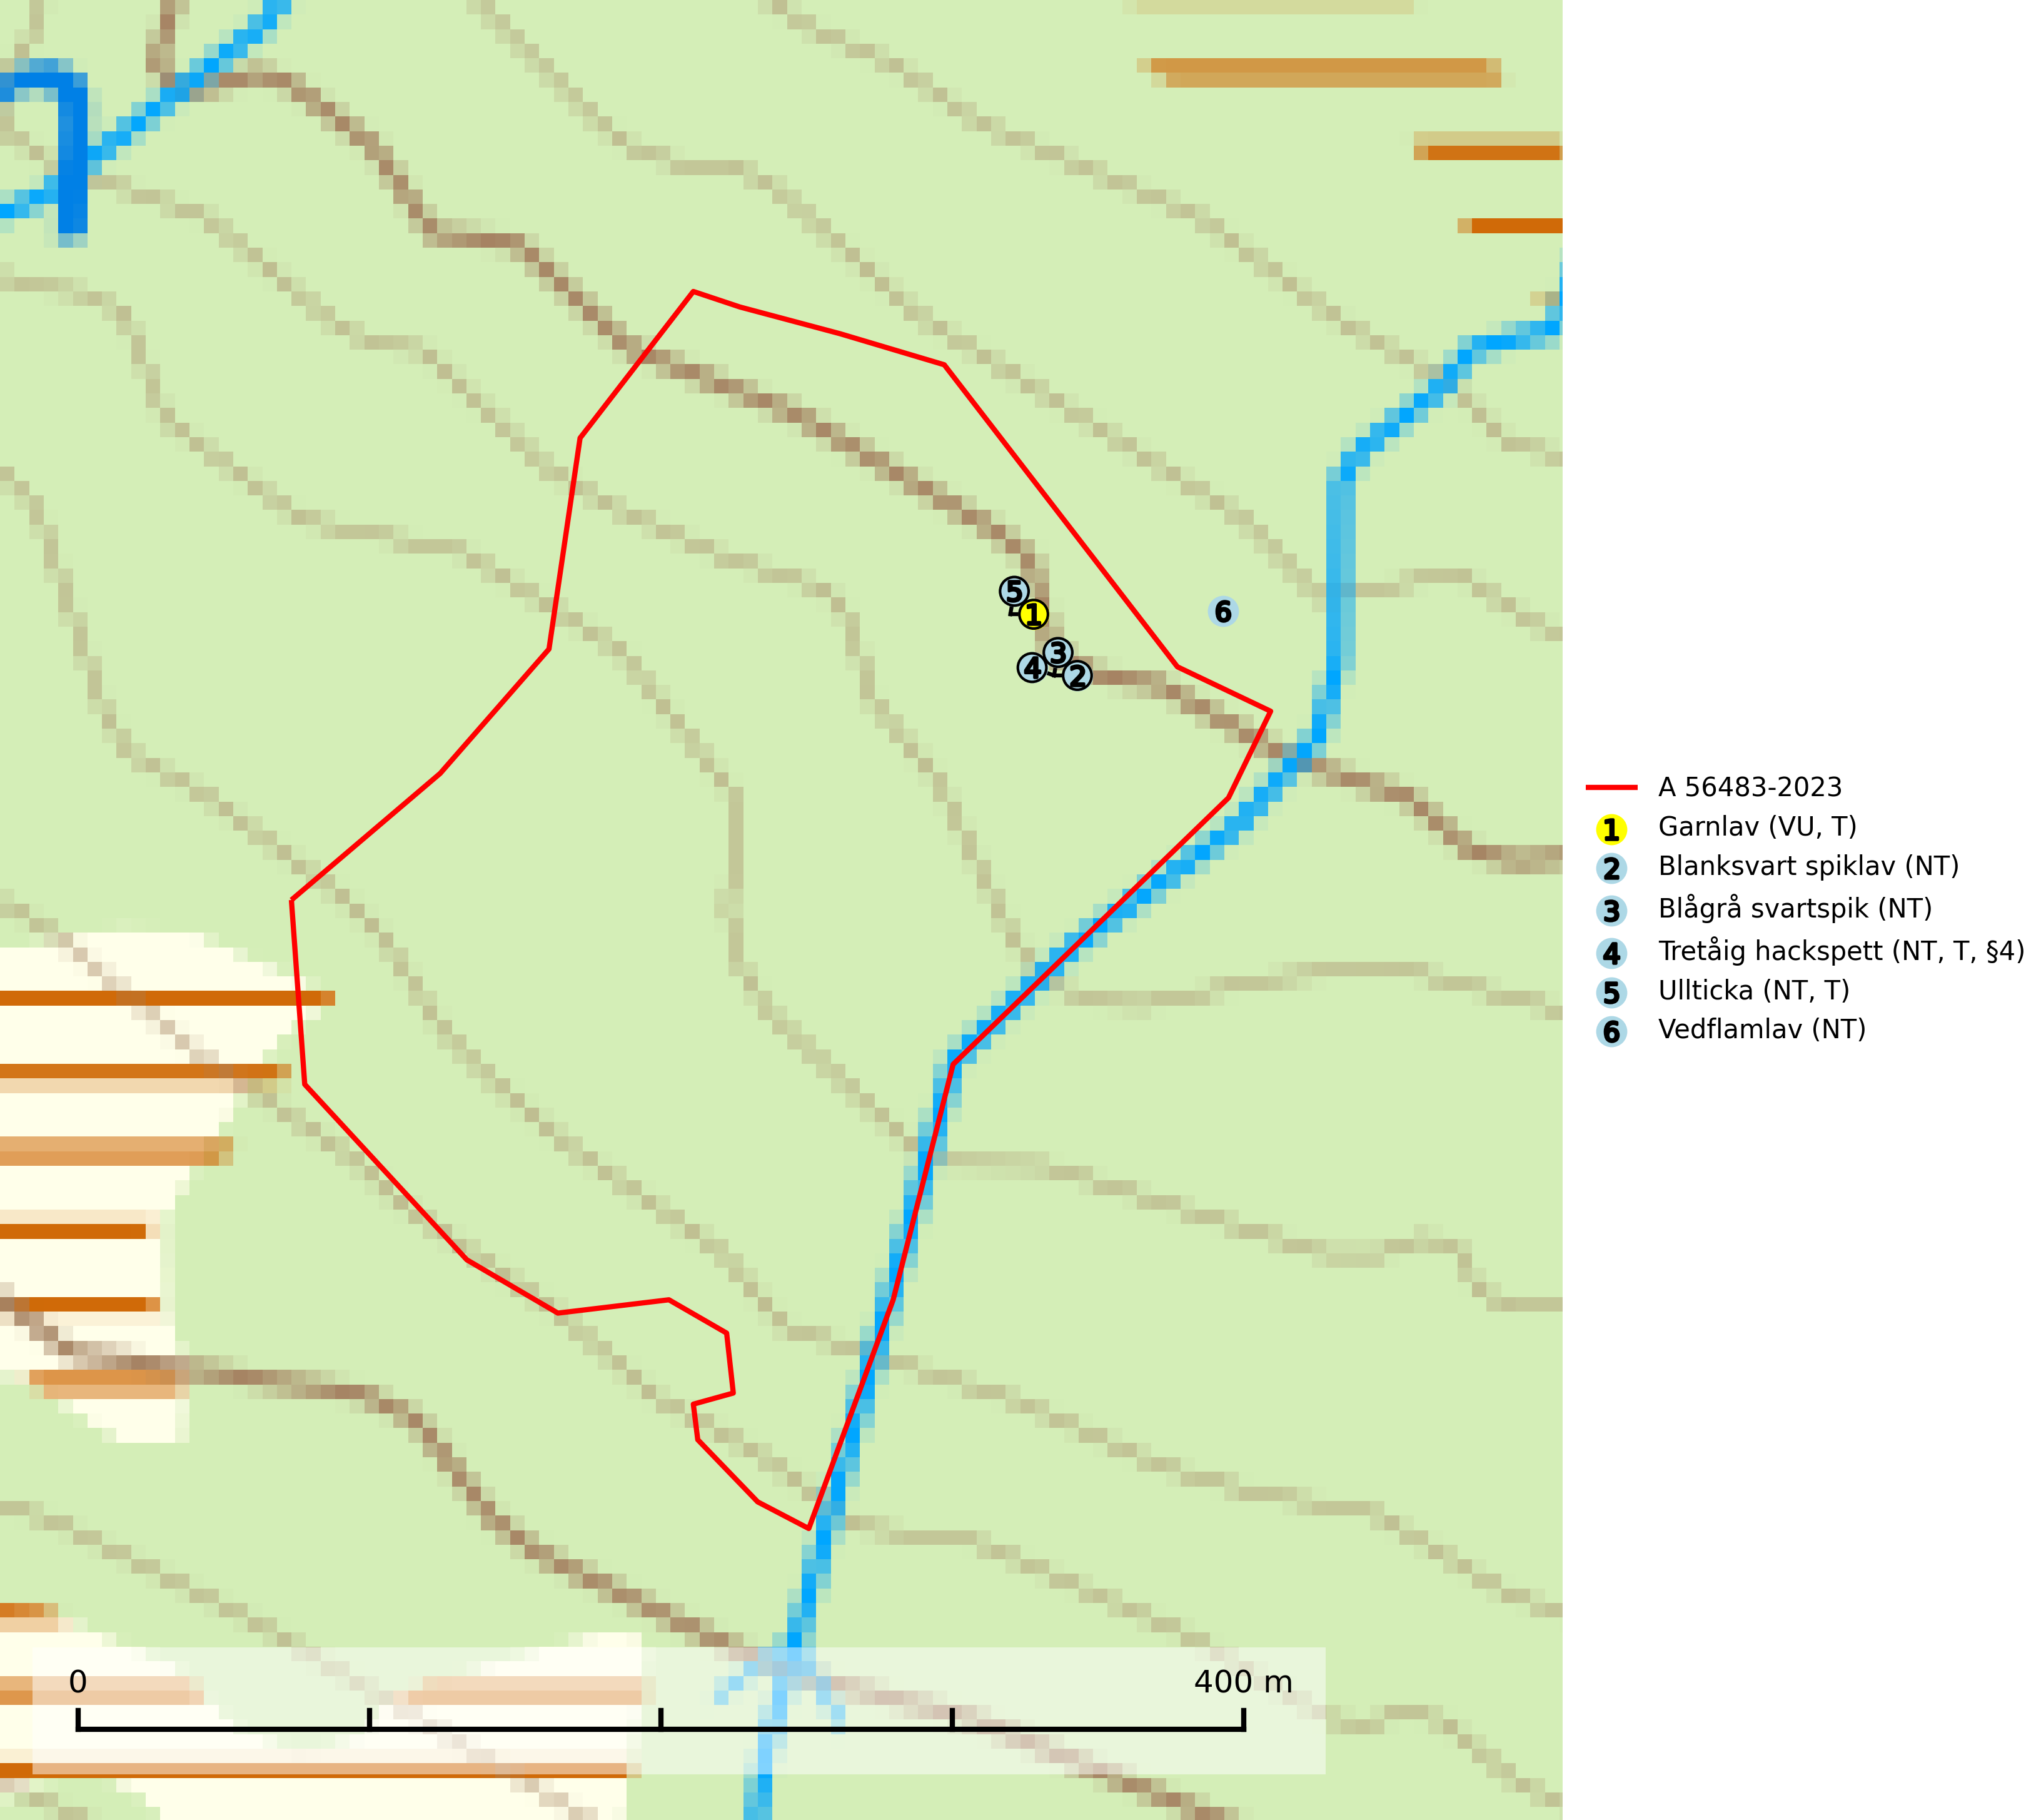 5
1
6
3
4
2
A 56483-2023
1 Garnlav (VU, T)
2 Blanksvart spiklav (NT)
3 Blågrå svartspik (NT)
4 Tretåig hackspett (NT, T, §4)
5 Ullticka (NT, T)
6 Vedflamlav (NT)
0 400 m